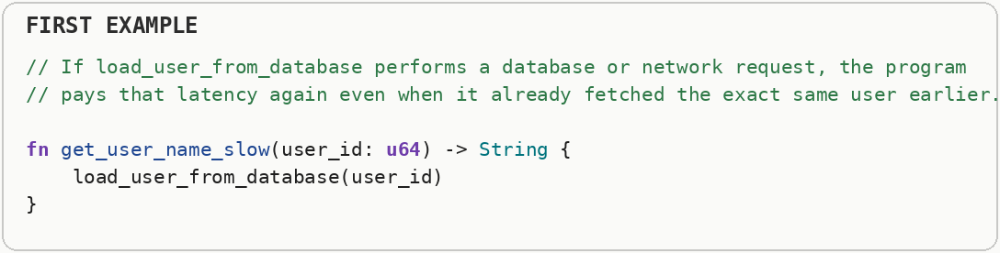 FIRST EXAMPLE
// If load_user_from_database performs a database or network request, the program
// pays that latency again even when it already fetched the exact same user earlier.
fn get_user_name_slow(user_id: u64) -> String {
    load_user_from_database(user_id)
}